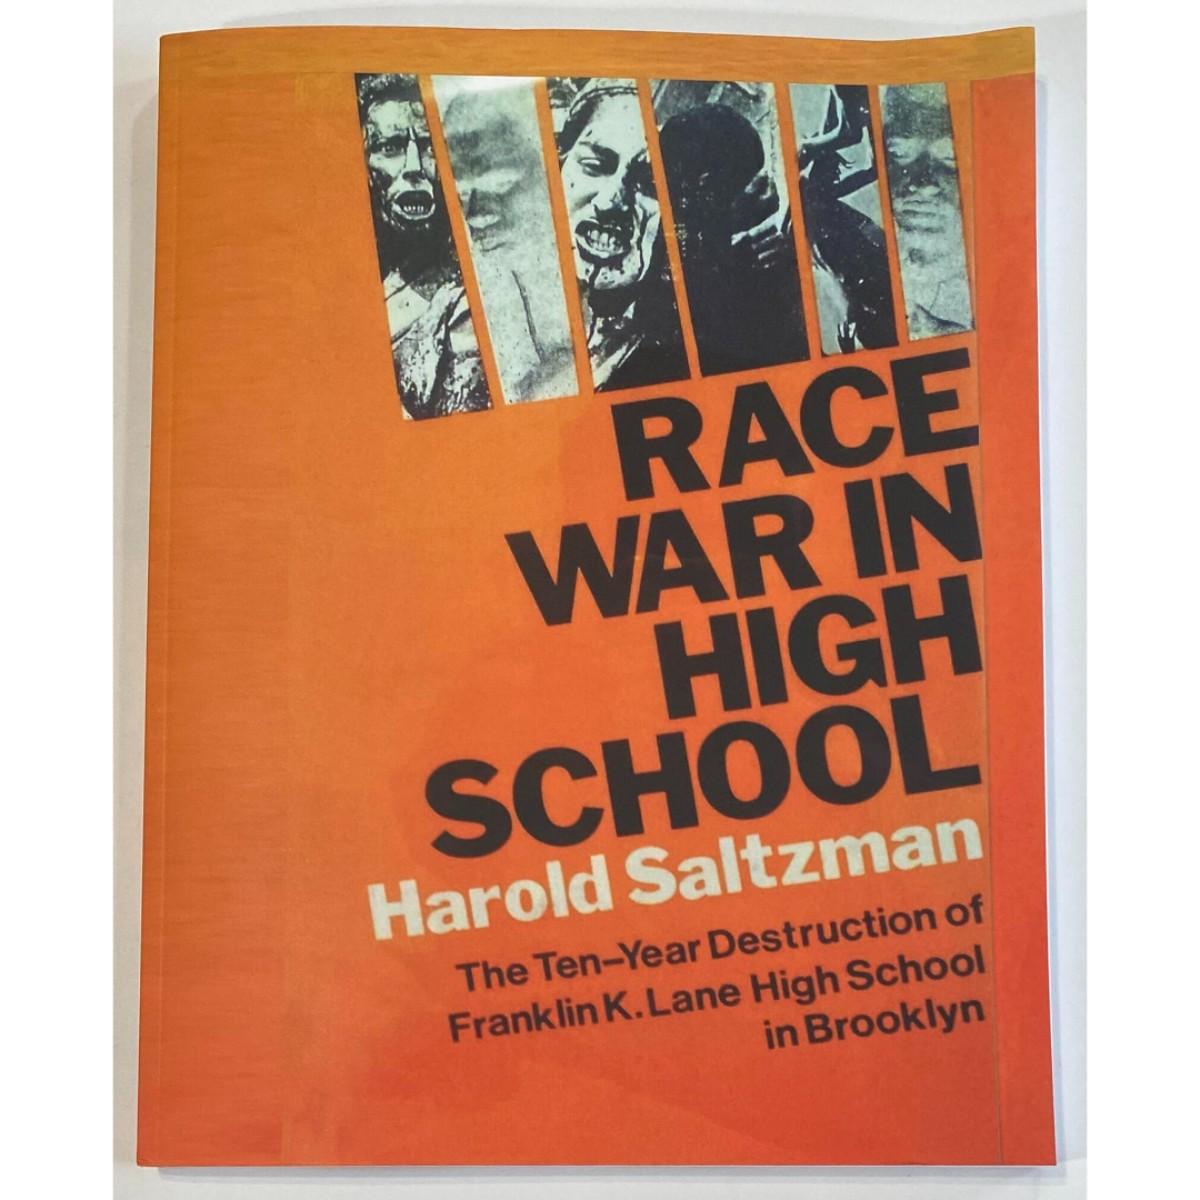 RACE
WAR IN
HIGH
SCHOOL
Harold Saltzman
The Ten-Year Destruction of
Franklin K. Lane High School
in Brooklyn